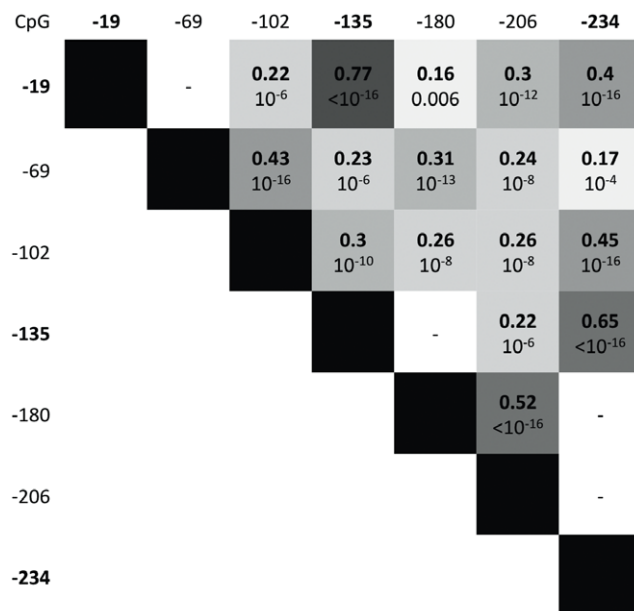 CpG -19 -69 -102 -135 -180 -206 -234
-19 - 0.22 0.77 0.16 0.3 0.4
10⁻⁶ <10⁻¹⁶ 0.006 10⁻¹² 10⁻¹⁶
-69 0.43 0.23 0.31 0.24 0.17
10⁻¹⁶ 10⁻⁶ 10⁻¹³ 10⁻⁸ 10⁻⁴
-102 0.3 0.26 0.26 0.45
10⁻¹⁰ 10⁻⁸ 10⁻⁸ 10⁻¹⁶
-135 - 0.22 0.65
10⁻⁶ <10⁻¹⁶
-180 0.52 -
<10⁻¹⁶
-206 -
-234